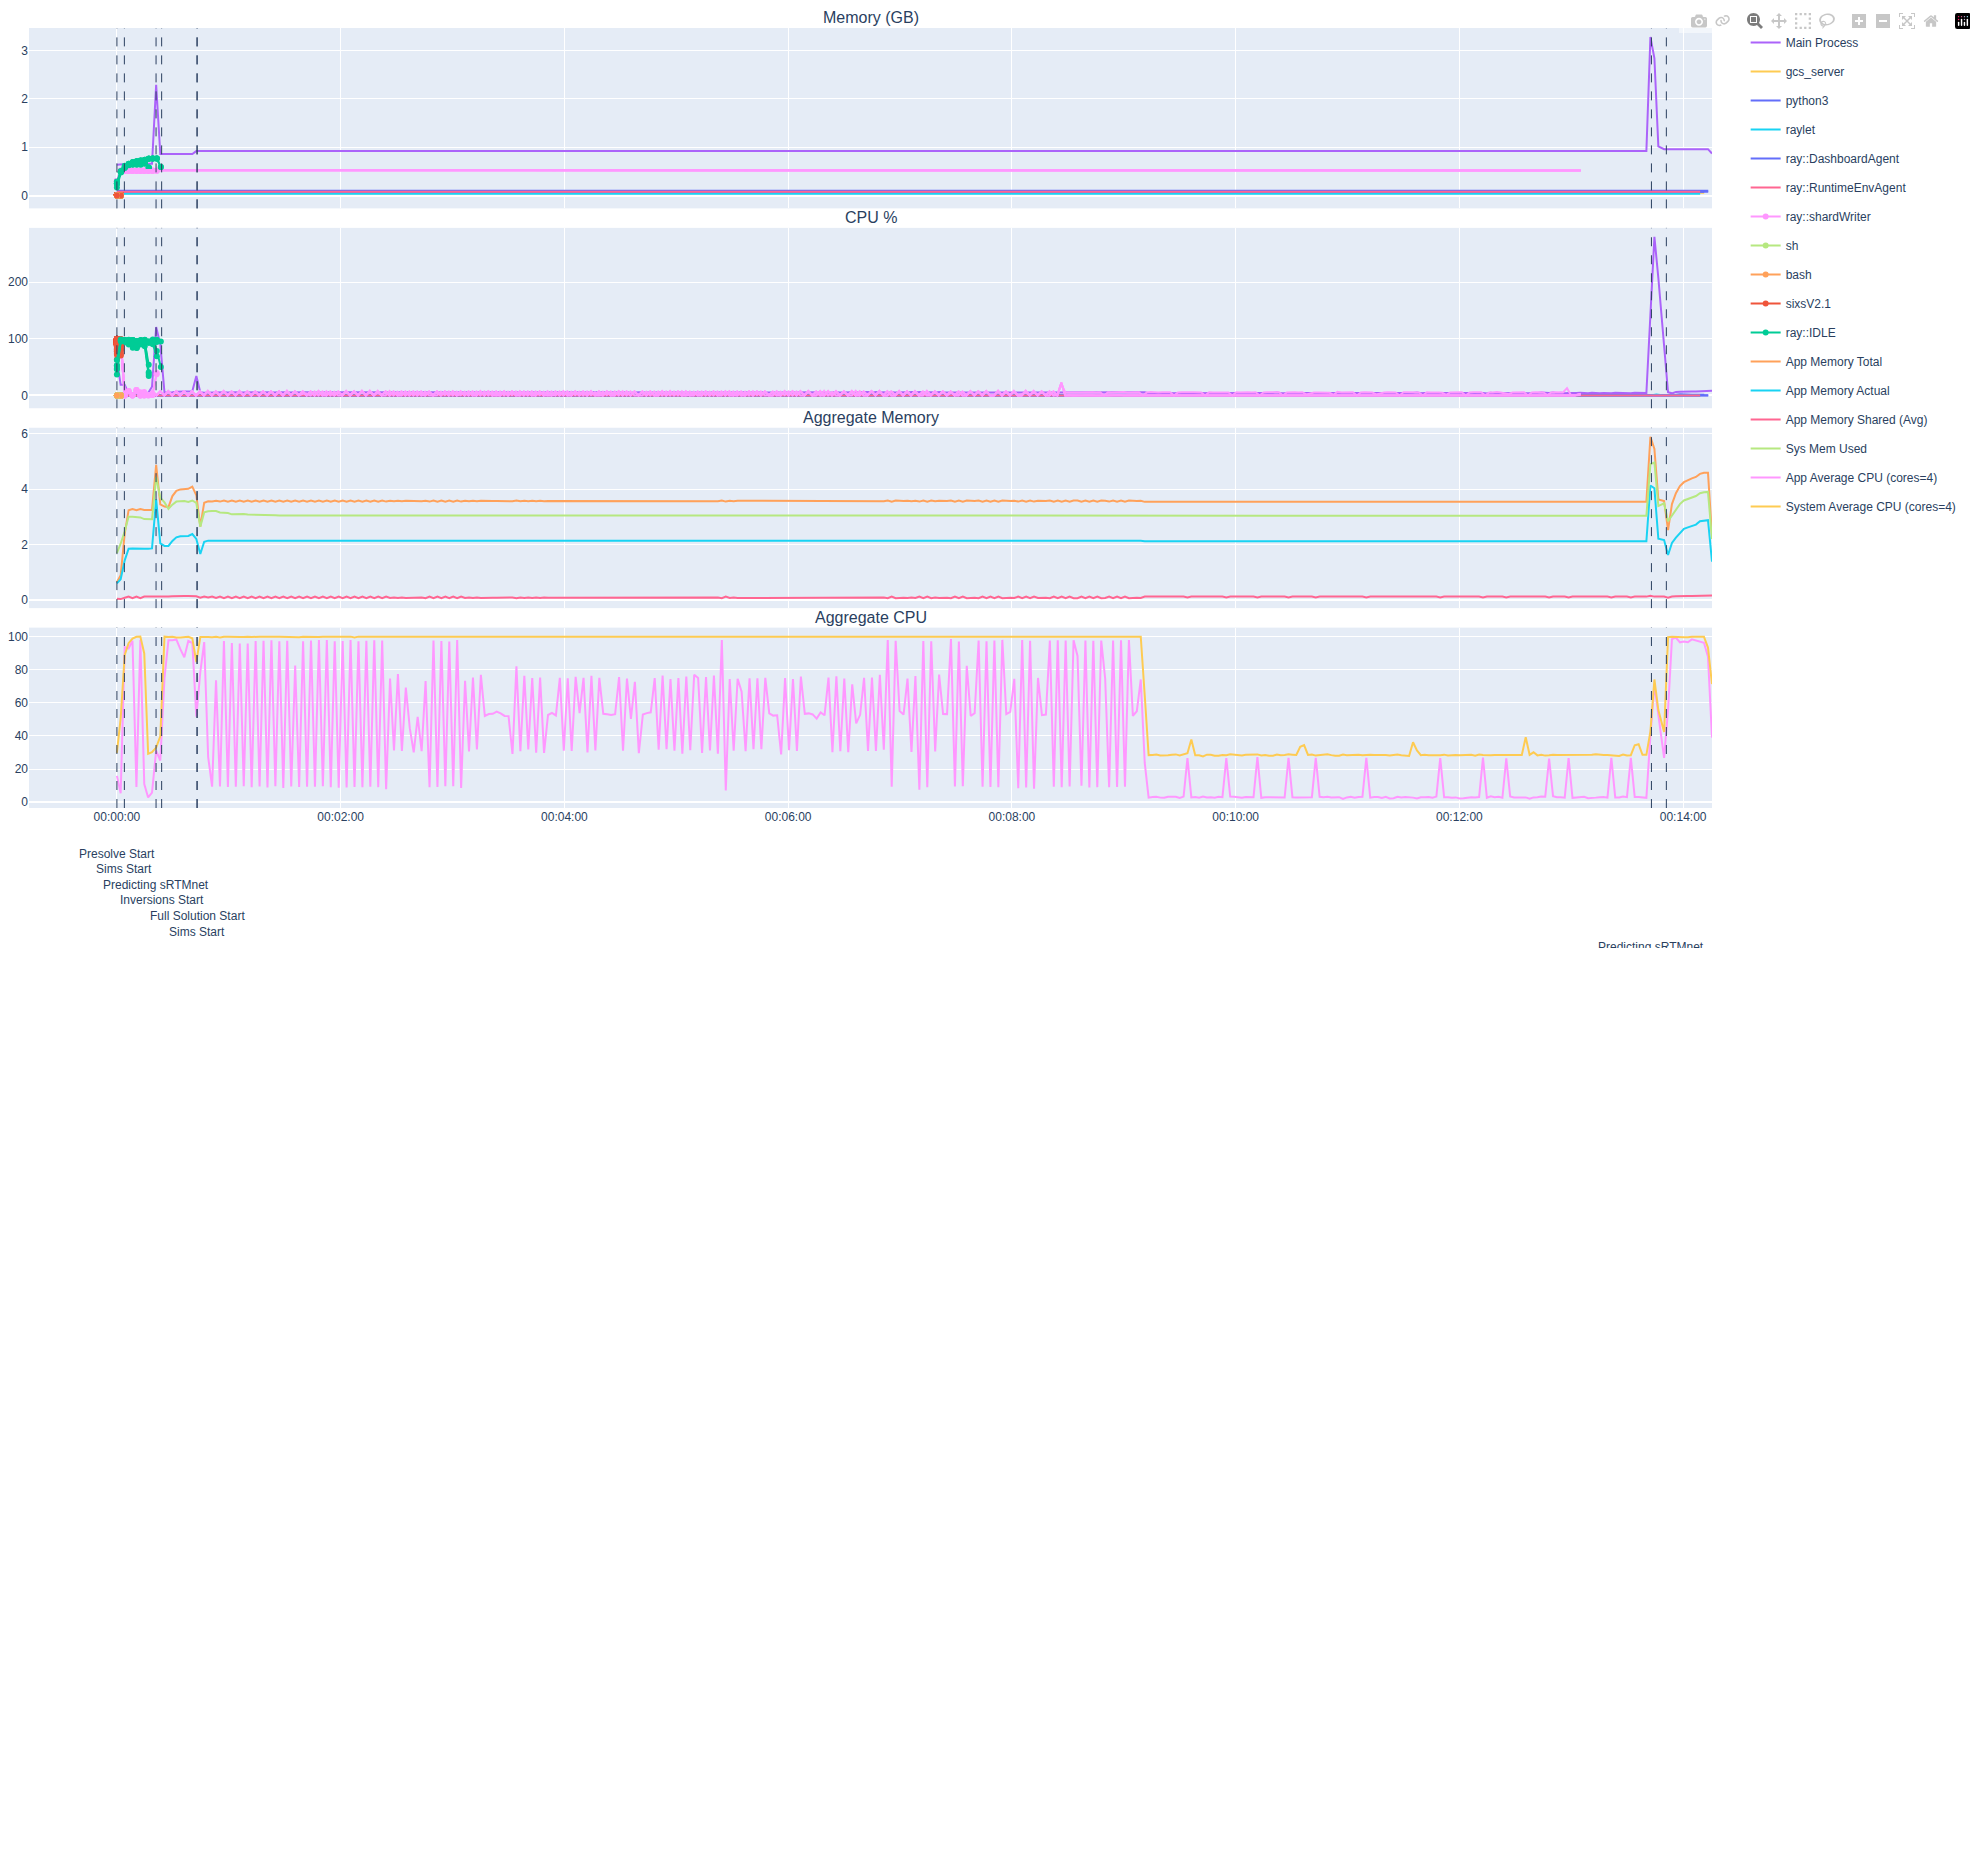 Memory (GB)
3
2
1
0
CPU %
200
100
0
Aggregate Memory
6
4
2
0
Aggregate CPU
100
80
60
40
20
0
00:00:00 00:02:00 00:04:00 00:06:00 00:08:00 00:10:00 00:12:00 00:14:00
Presolve Start
Sims Start
Predicting sRTMnet
Inversions Start
Full Solution Start
Sims Start
Predicting sRTMnet
Main Process
gcs_server
python3
raylet
ray::DashboardAgent
ray::RuntimeEnvAgent
ray::shardWriter
sh
bash
sixsV2.1
ray::IDLE
App Memory Total
App Memory Actual
App Memory Shared (Avg)
Sys Mem Used
App Average CPU (cores=4)
System Average CPU (cores=4)